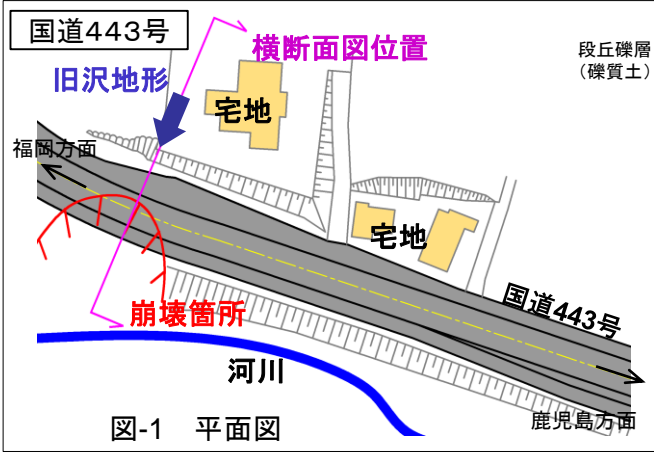 国道443号
横断面図位置
段丘礫層
（礫質土）
旧沢地形
宅地
福岡方面
宅地
国道443号
崩壊箇所
河川
鹿児島方面
図-1 平面図